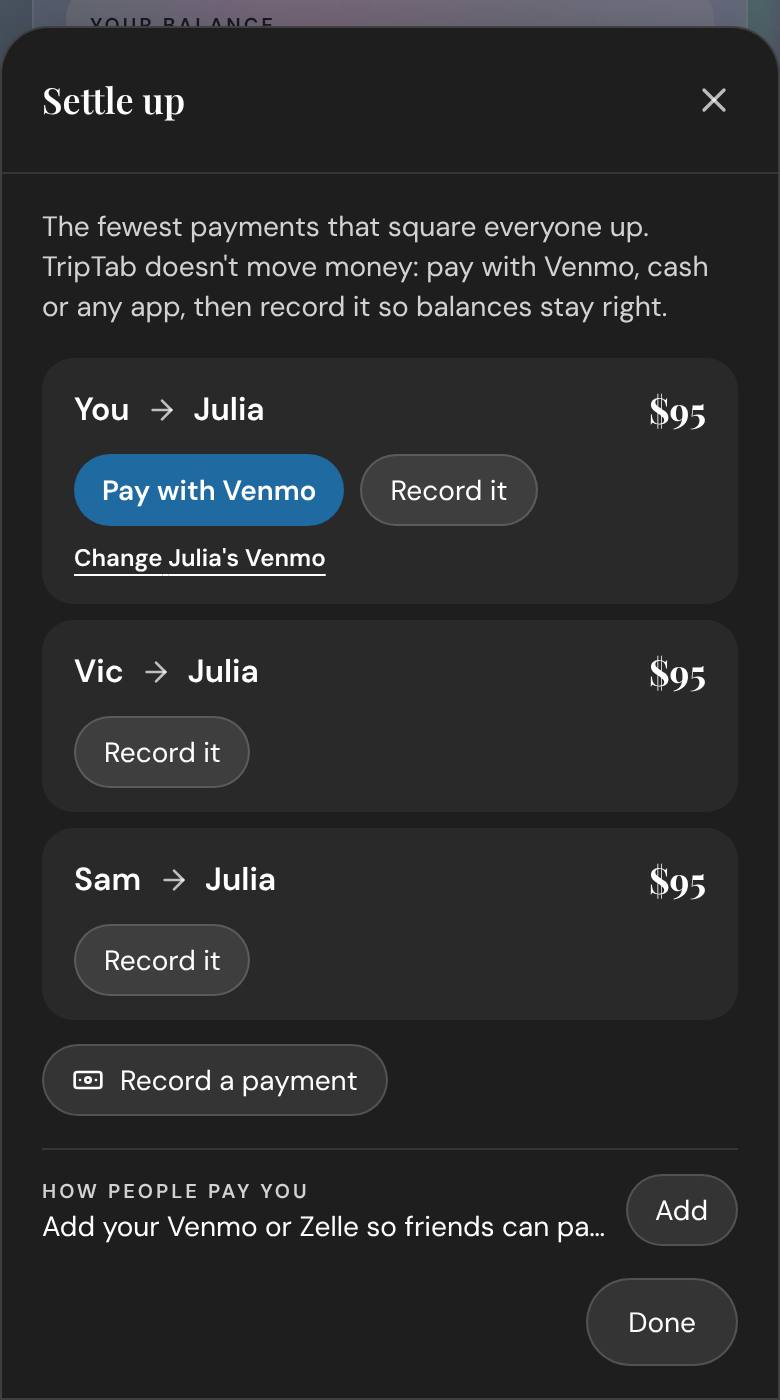 YOUR BALANCE
Settle up
The fewest payments that square everyone up.
TripTab doesn't move money: pay with Venmo, cash
or any app, then record it so balances stay right.
You → Julia $95
Pay with Venmo Record it
Change Julia's Venmo
Vic → Julia $95
Record it
Sam → Julia $95
Record it
Record a payment
HOW PEOPLE PAY YOU
Add your Venmo or Zelle so friends can pa... Add
Done